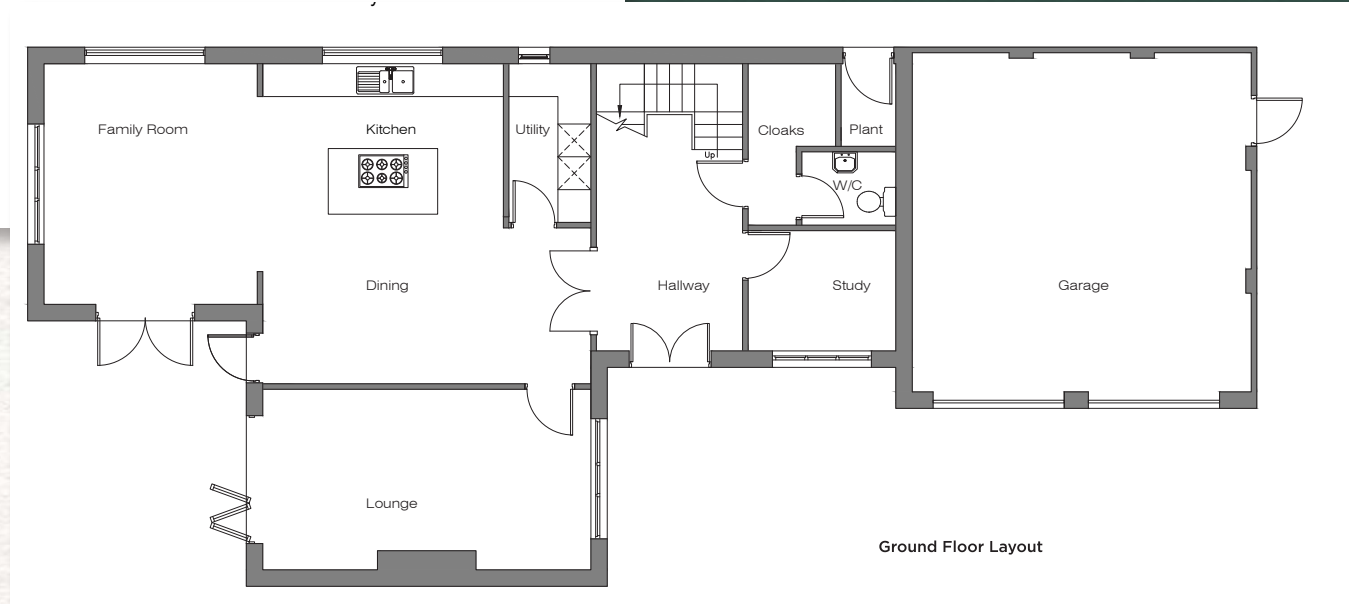 Family Room
Kitchen
Utility
Cloaks
Plant
Up
W/C
Dining
Hallway
Study
Garage
Lounge
Ground Floor Layout